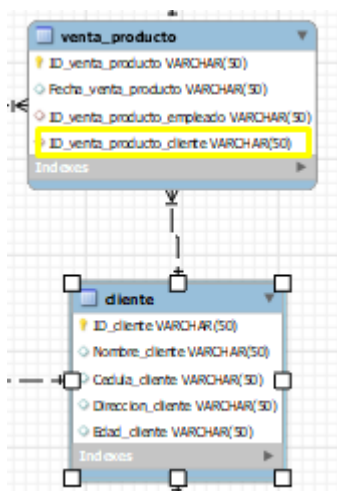 venta_producto
ID_venta_producto VARCHAR(50)
Fecha_venta_producto VARCHAR(50)
ID_venta_producto_empleado VARCHAR(50)
ID_venta_producto_cliente VARCHAR(50)
Indexes
cliente
ID_cliente VARCHAR(50)
Nombre_cliente VARCHAR(50)
Cedula_cliente VARCHAR(50)
Direccion_cliente VARCHAR(50)
Edad_cliente VARCHAR(50)
Indexes